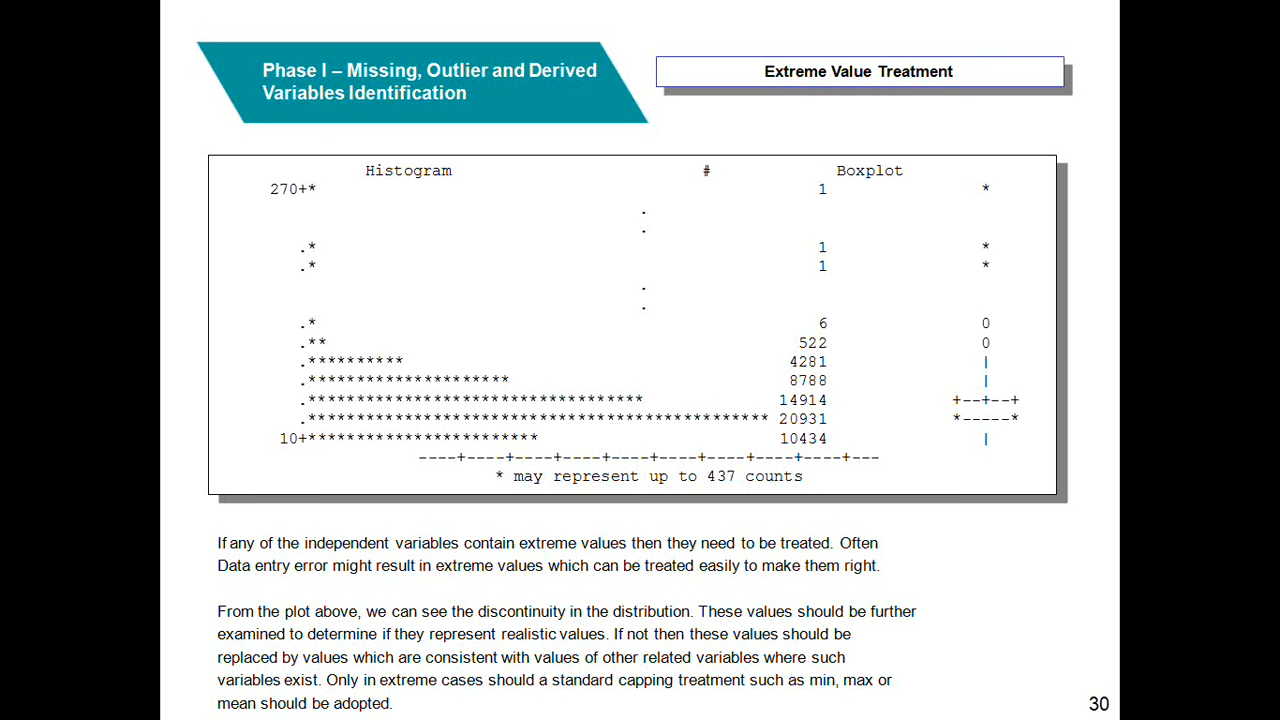 Phase I – Missing, Outlier and Derived
Variables Identification
Extreme Value Treatment
Histogram # Boxplot
270+* 1 *
.
.
.* 1 *
.* 1 *
.
.
.* 6 0
.** 522 0
.********** 4281 |
.********************* 8788 |
.*********************************** 14914 +--+--+
.************************************************ 20931 *-----*
10+************************ 10434 |
----+----+----+----+----+----+----+----+----+---
* may represent up to 437 counts
If any of the independent variables contain extreme values then they need to be treated. Often
Data entry error might result in extreme values which can be treated easily to make them right.
From the plot above, we can see the discontinuity in the distribution. These values should be further
examined to determine if they represent realistic values. If not then these values should be
replaced by values which are consistent with values of other related variables where such
variables exist. Only in extreme cases should a standard capping treatment such as min, max or
mean should be adopted.
30